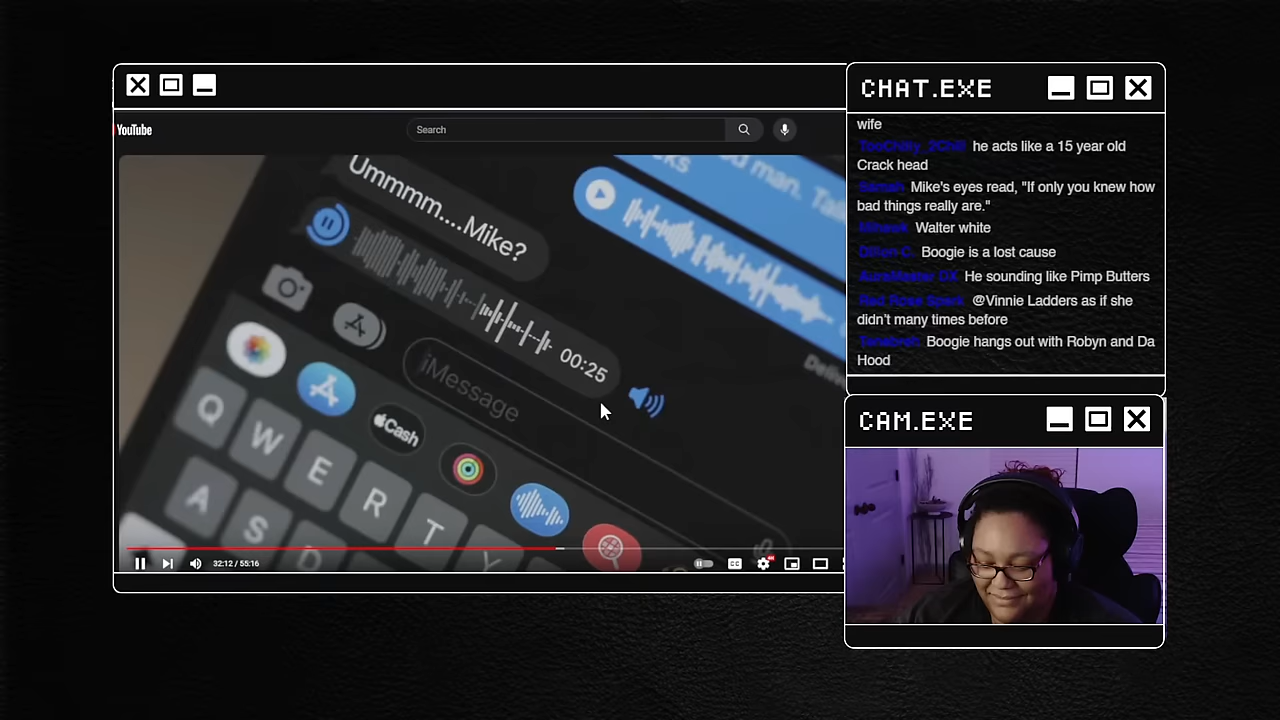 YouTube
Search
Ummmm....Mike?
00:25
iMessage
Cash
Q W E R T Y
A S D
32:12 / 55:16
CHAT.EXE
wife
he acts like a 15 year old
Crack head
Mike's eyes read, "If only you knew how
bad things really are."
Walter white
Dillen C. Boogie is a lost cause
He sounding like Pimp Butters
@Vinnie Ladders as if she
didn't many times before
Boogie hangs out with Robyn and Da
Hood
CAM.EXE